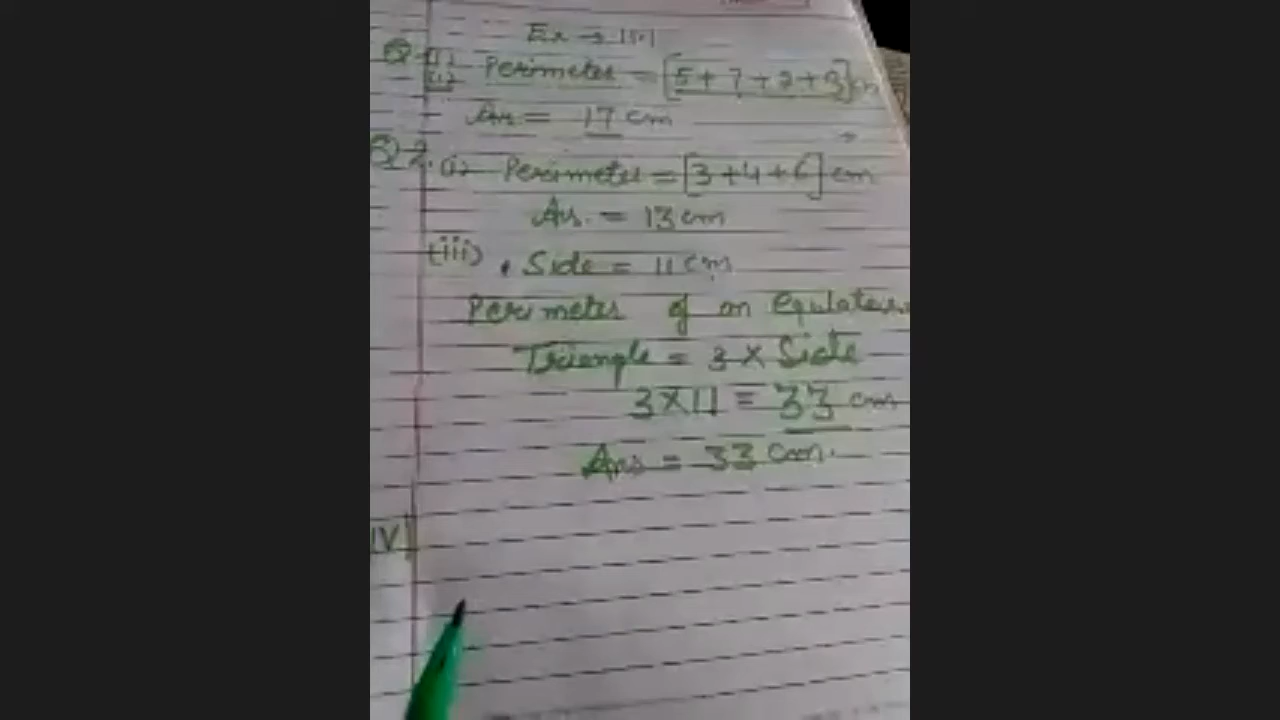 Ex → 11.1
Q-(1)
(i) Perimeter = [5+7+2+3] cm
Ans = 17 cm
Q-2.(i) Perimeter = [3+4+6] cm
Ans. = 13 cm
(iii) . Side = 11 cm
Perimeter of an
Triangle = 3 × Side
3×11 = 33 cm
Ans = 33 cm.
IV)